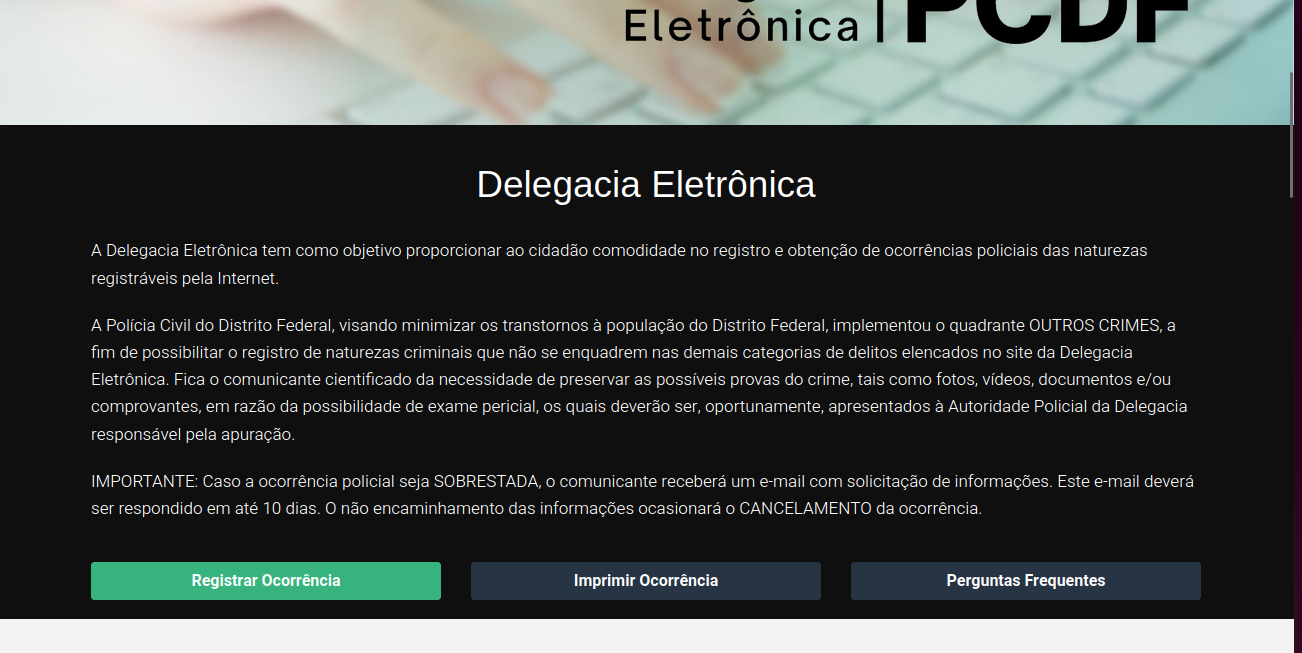 Eletrônica | PCDF
Delegacia Eletrônica
A Delegacia Eletrônica tem como objetivo proporcionar ao cidadão comodidade no registro e obtenção de ocorrências policiais das naturezas
registráveis pela Internet.
A Polícia Civil do Distrito Federal, visando minimizar os transtornos à população do Distrito Federal, implementou o quadrante OUTROS CRIMES, a
fim de possibilitar o registro de naturezas criminais que não se enquadrem nas demais categorias de delitos elencados no site da Delegacia
Eletrônica. Fica o comunicante cientificado da necessidade de preservar as possíveis provas do crime, tais como fotos, vídeos, documentos e/ou
comprovantes, em razão da possibilidade de exame pericial, os quais deverão ser, oportunamente, apresentados à Autoridade Policial da Delegacia
responsável pela apuração.
IMPORTANTE: Caso a ocorrência policial seja SOBRESTADA, o comunicante receberá um e-mail com solicitação de informações. Este e-mail deverá
ser respondido em até 10 dias. O não encaminhamento das informações ocasionará o CANCELAMENTO da ocorrência.
Registrar Ocorrência
Imprimir Ocorrência
Perguntas Frequentes